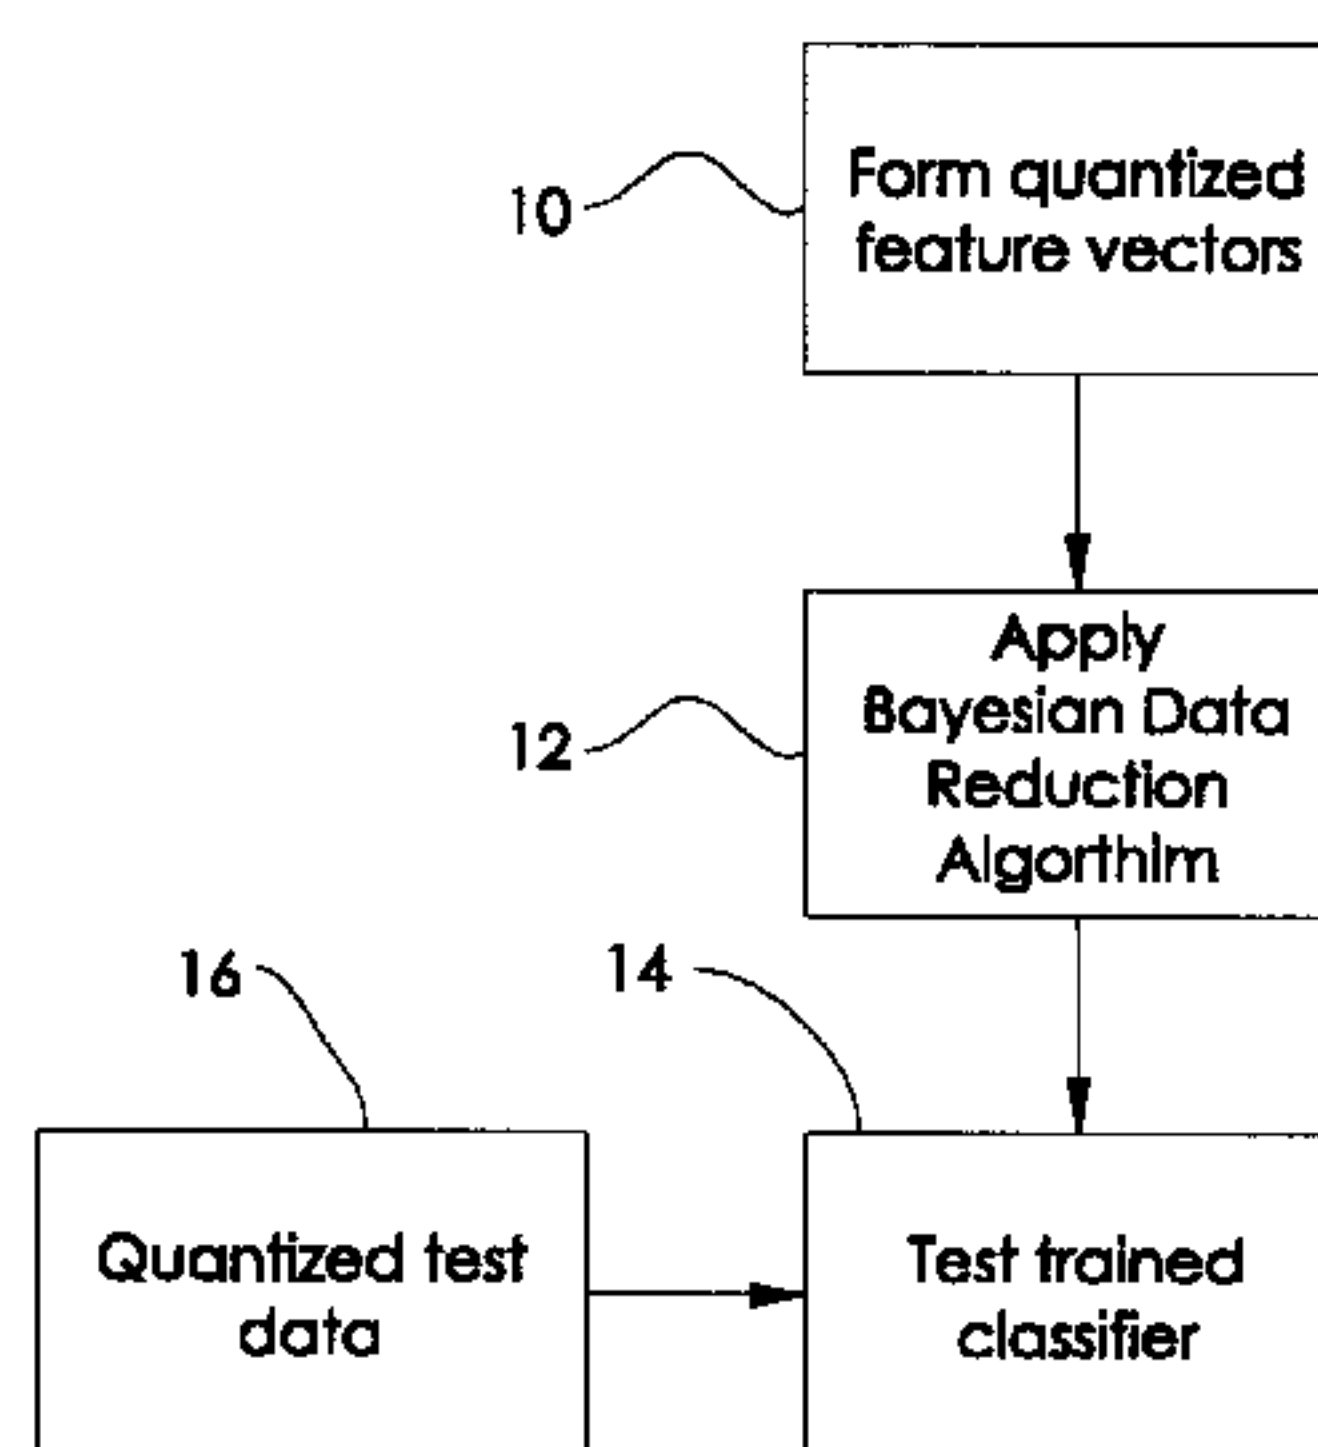 10
Form quantized
feature vectors
12
Apply
Bayesian Data
Reduction
Algorthim
16
14
Quantized test
data
Test trained
classifier